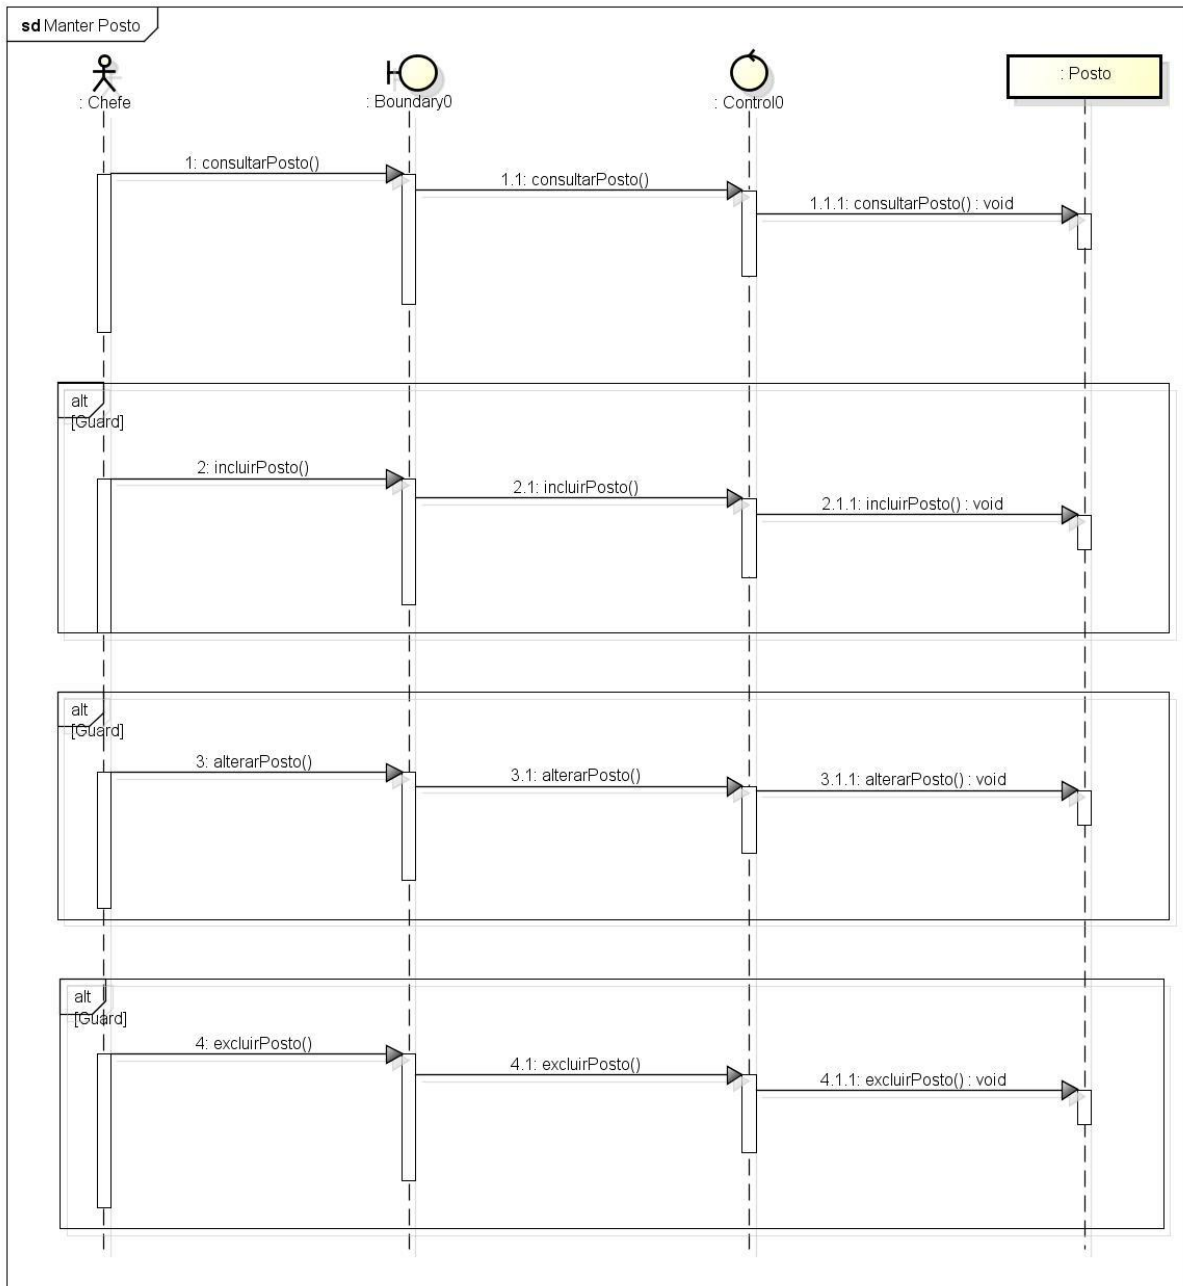 sd Manter Posto
: Chefe
: Boundary0
: Control0
: Posto
1: consultarPosto()
1.1: consultarPosto()
1.1.1: consultarPosto() : void
alt
[Guard]
2: incluirPosto()
2.1: incluirPosto()
2.1.1: incluirPosto() : void
alt
[Guard]
3: alterarPosto()
3.1: alterarPosto()
3.1.1: alterarPosto() : void
alt
[Guard]
4: excluirPosto()
4.1: excluirPosto()
4.1.1: excluirPosto() : void